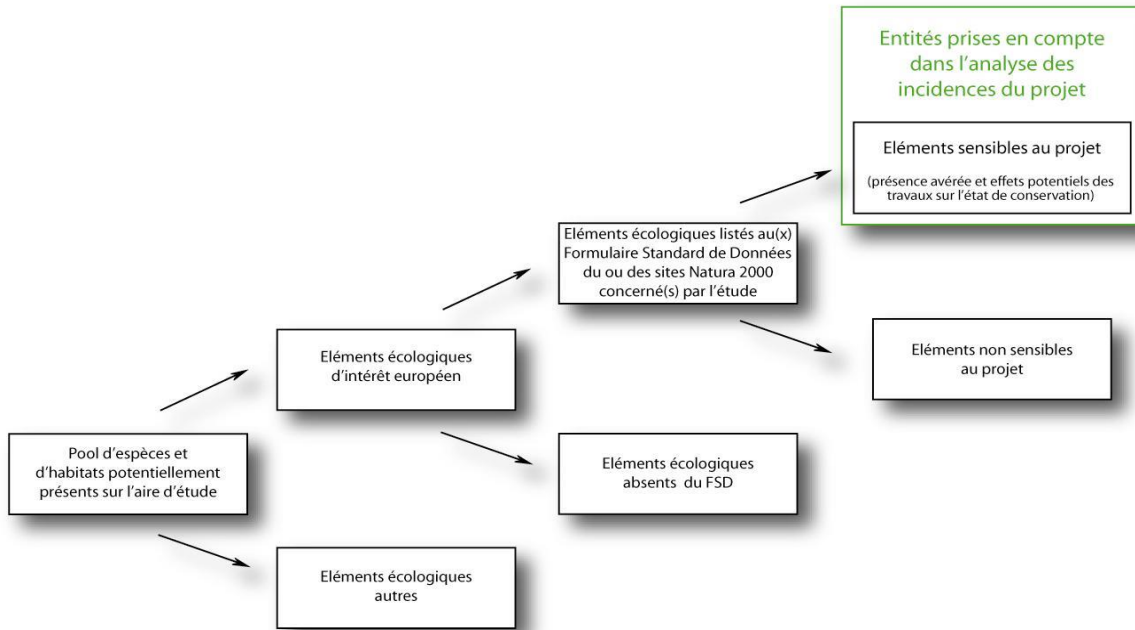 Entités prises en compte
dans l'analyse des
incidences du projet
Eléments sensibles au projet
(présence avérée et effets potentiels des
travaux sur l'état de conservation)
Eléments écologiques listés au(x)
Formulaire Standard de Données
du ou des sites Natura 2000
concerné(s) par l'étude
Eléments non sensibles
au projet
Eléments écologiques
d'intérêt européen
Eléments écologiques
absents du FSD
Pool d'espèces et
d'habitats potentiellement
présents sur l'aire d'étude
Eléments écologiques
autres